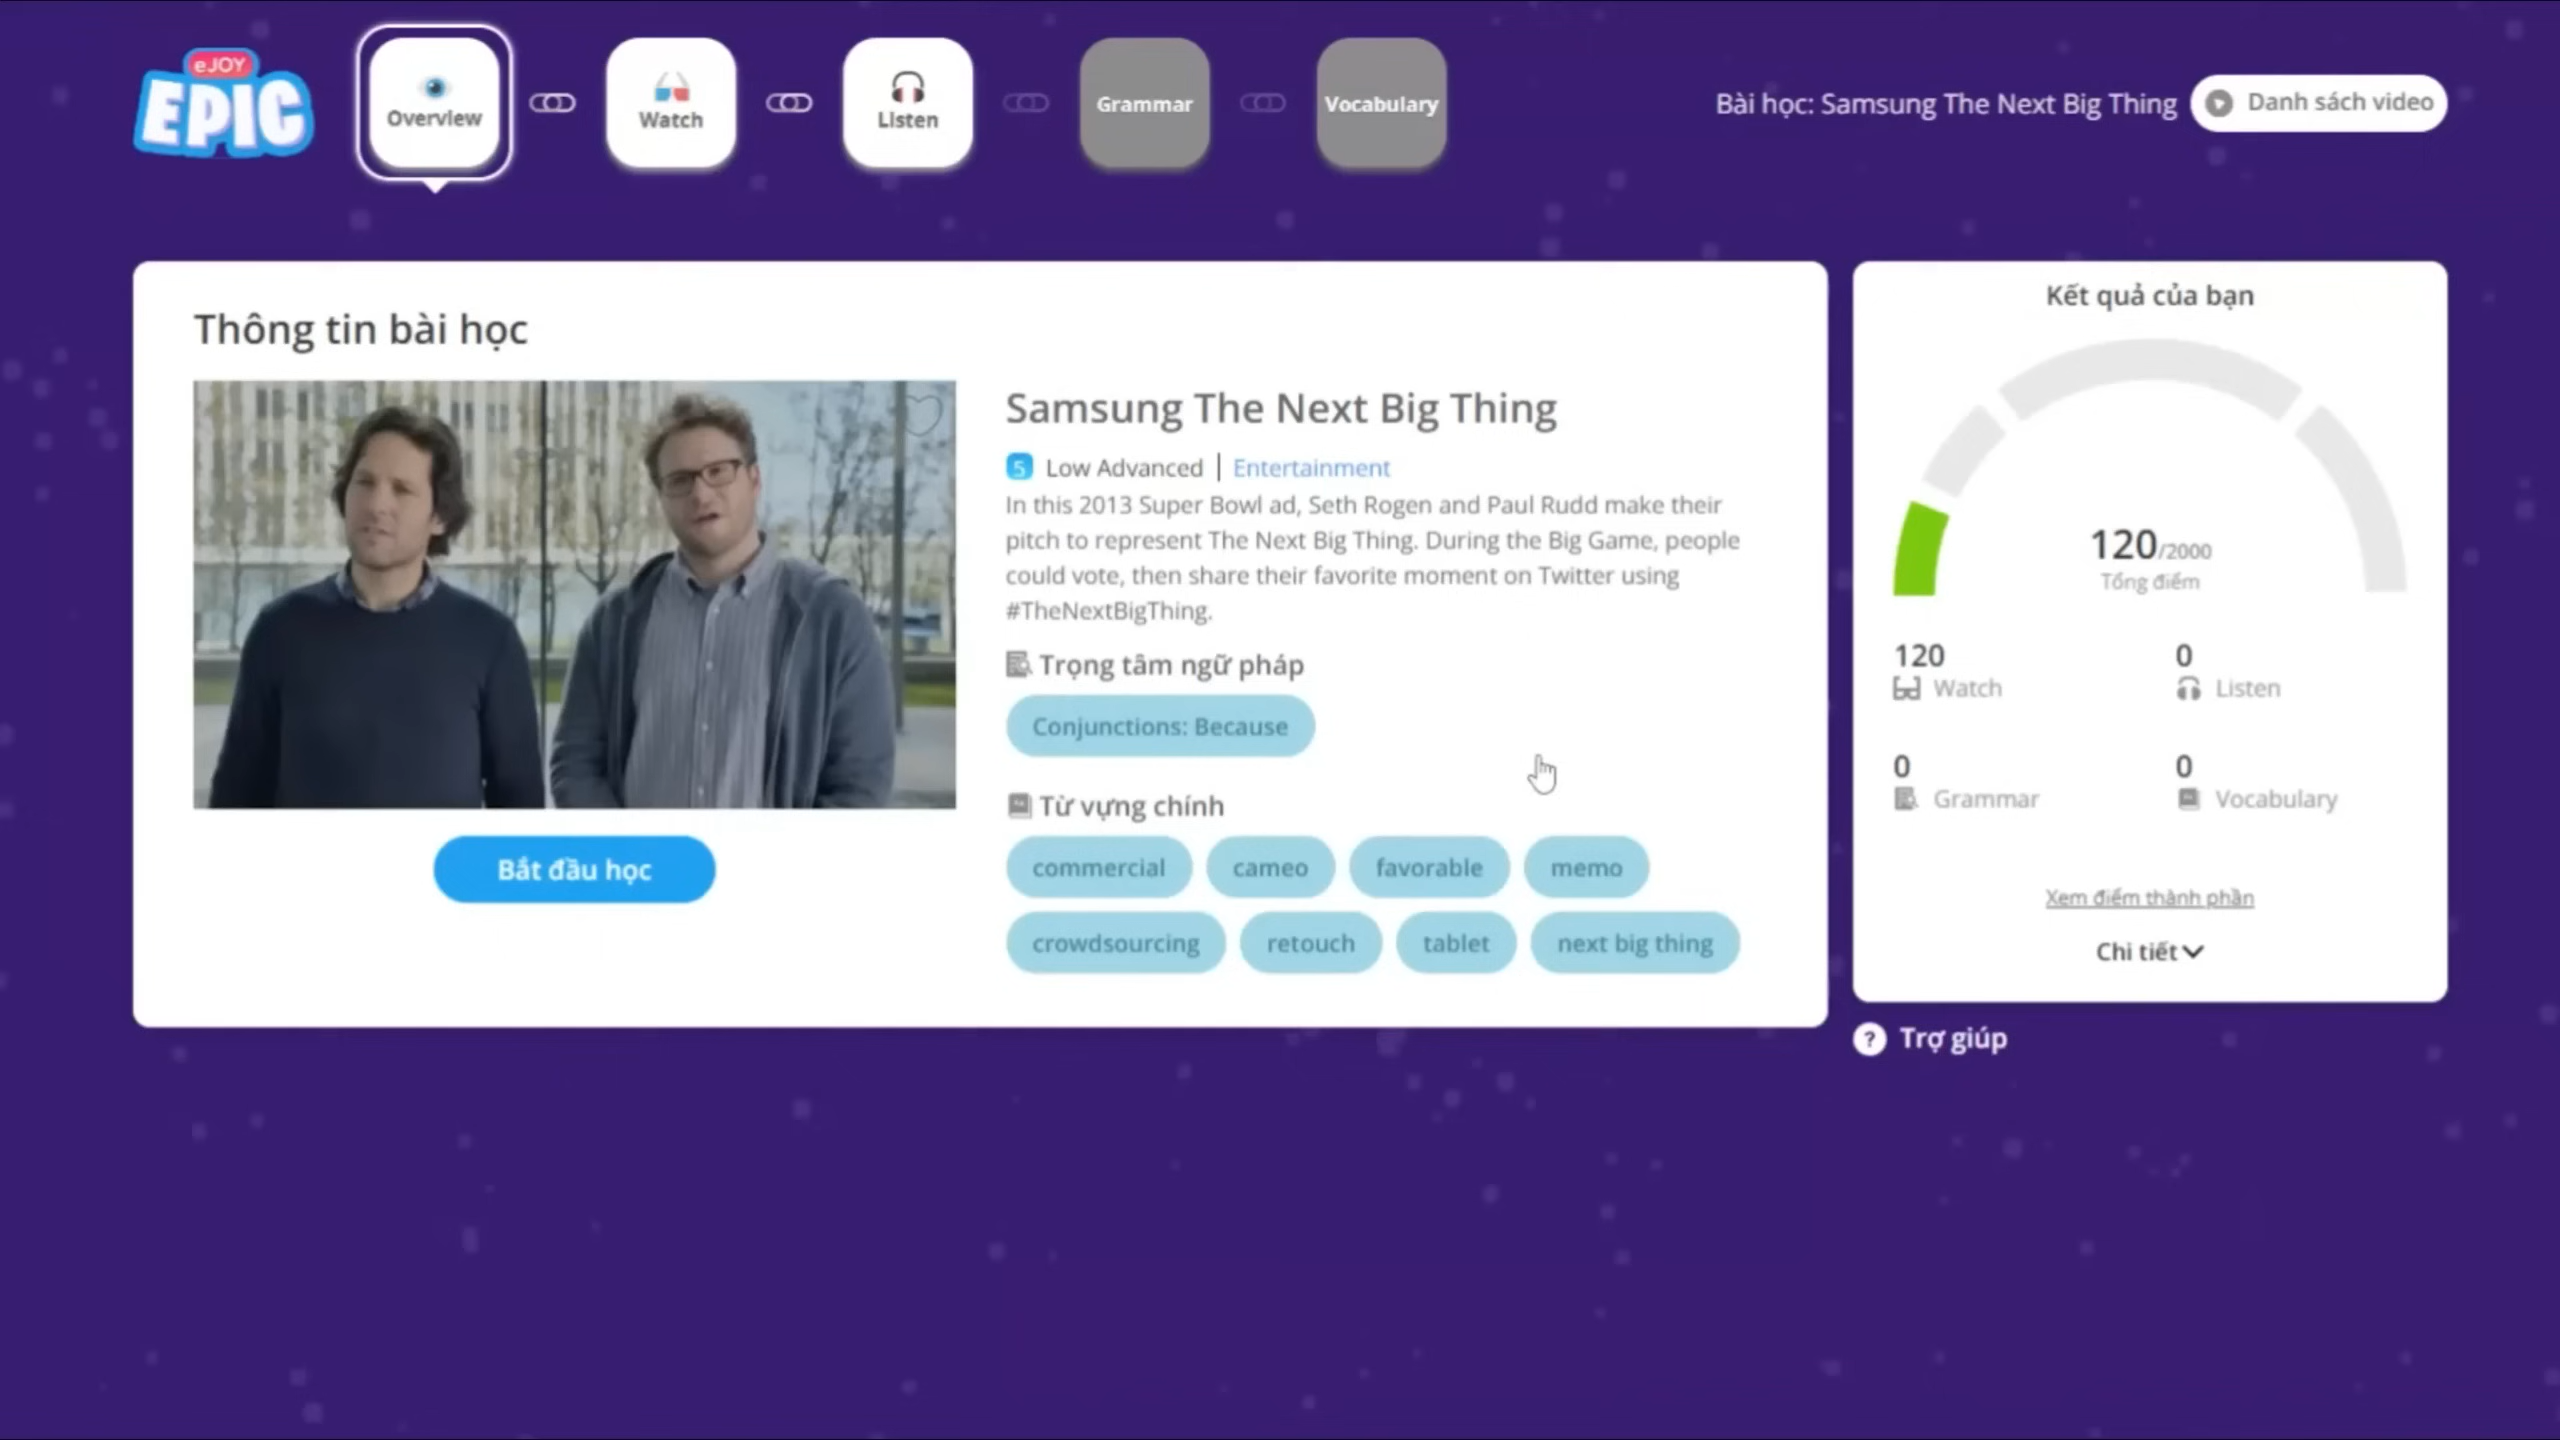 eJOY
EPIC
Overview
Watch
Listen
Grammar
Vocabulary
Bài học: Samsung The Next Big Thing
Danh sách video
Thông tin bài học
Samsung The Next Big Thing
5 Low Advanced | Entertainment
In this 2013 Super Bowl ad, Seth Rogen and Paul Rudd make their
pitch to represent The Next Big Thing. During the Big Game, people
could vote, then share their favorite moment on Twitter using
#TheNextBigThing.
Trọng tâm ngữ pháp
Conjunctions: Because
Từ vựng chính
commercial cameo favorable memo
crowdsourcing retouch tablet next big thing
Bắt đầu học
Kết quả của bạn
120/2000
Tổng điểm
120 0
Watch Listen
0 0
Grammar Vocabulary
Xem điểm thành phần
Chi tiết
? Trợ giúp